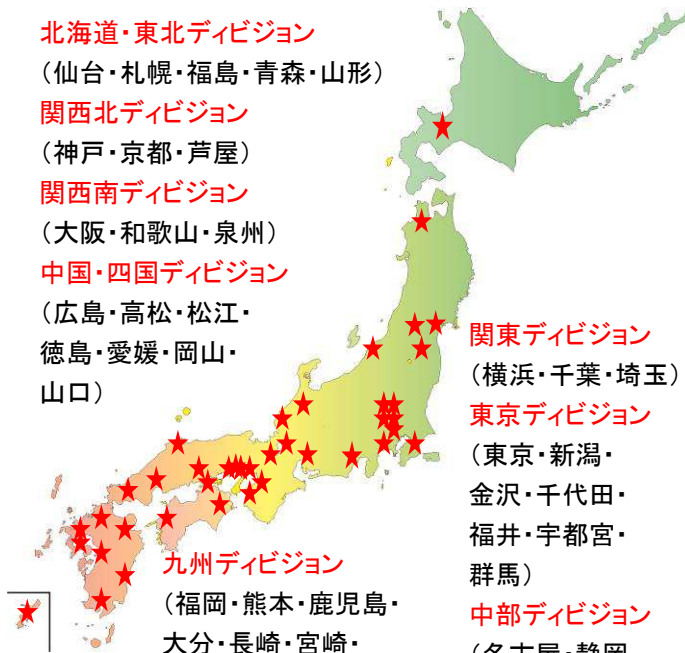 北海道・東北ディビジョン
（仙台・札幌・福島・青森・山形）
関西北ディビジョン
（神戸・京都・芦屋）
関西南ディビジョン
（大阪・和歌山・泉州）
中国・四国ディビジョン
（広島・高松・松江・
徳島・愛媛・岡山・
山口）
関東ディビジョン
（横浜・千葉・埼玉）
東京ディビジョン
（東京・新潟・
金沢・千代田・
福井・宇都宮・
群馬）
中部ディビジョン
（名古屋・静岡
九州ディビジョン
（福岡・熊本・鹿児島・
大分・長崎・宮崎・